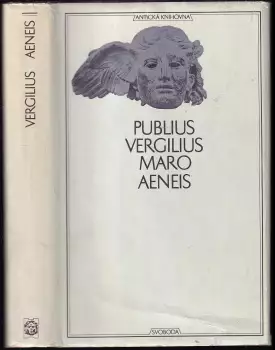 VERGILIUS AENEIS
ANTICKÁ KNIHOVNA
PUBLIUS
VERGILIUS
MARO
AENEIS
SVOBODA